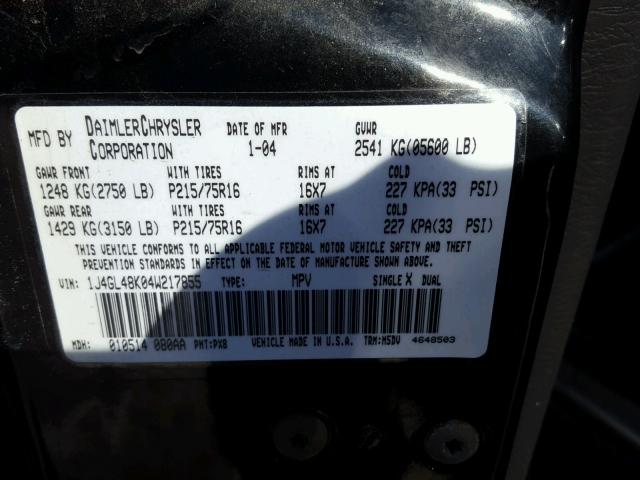 MFD BY DAIMLERCHRYSLER CORPORATION DATE OF MFR 1-04 GVWR 2541 KG(05600 LB)
GAWR FRONT WITH TIRES RIMS AT COLD
1248 KG(2750 LB) P215/75R16 16X7 227 KPA(33 PSI)
GAWR REAR WITH TIRES RIMS AT COLD
1429 KG(3150 LB) P215/75R16 16X7 227 KPA(33 PSI)
THIS VEHICLE CONFORMS TO ALL APPLICABLE FEDERAL MOTOR VEHICLE SAFETY AND THEFT
PREVENTION STANDARDS IN EFFECT ON THE DATE OF MANUFACTURE SHOWN ABOVE.
VIN: 1J4GL48K04W217855 TYPE: MPV SINGLE X DUAL
MDH: 010514 080AA PNT:PX8 VEHICLE MADE IN U.S.A. TRM:M5DV 4648503